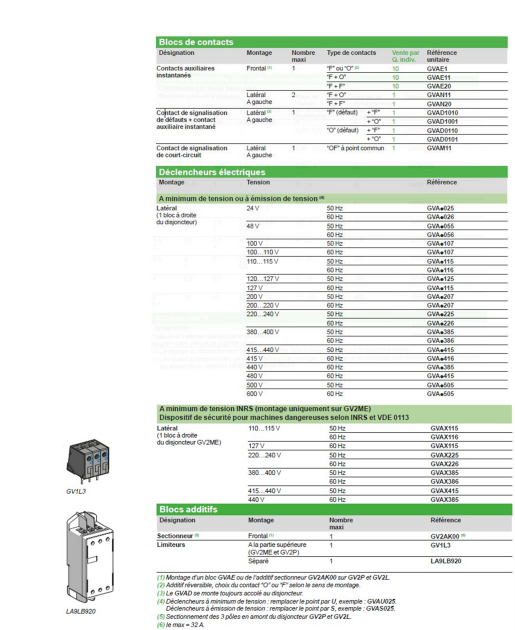 Blocs de contacts
Désignation Montage Nombre maxi Type de contacts Vente par Q. indiv. Référence unitaire
Contacts auxiliaires instantanés Frontal (1) 1 "F" ou "O" (2) 10 GVAE1
"F + O" 10 GVAE11
"F + F" 10 GVAE20
Latéral A gauche 2 "F + O" 1 GVAN11
"F + F" 1 GVAN20
Contact de signalisation de défauts + contact auxiliaire instantané Latéral (3) A gauche 1 "F" (défaut) + "F" 1 GVAD1010
+ "O" 1 GVAD1001
"O" (défaut) + "F" 1 GVAD0110
+ "O" 1 GVAD0101
Contact de signalisation de court-circuit Latéral A gauche 1 "OF" à point commun 1 GVAM11
Déclencheurs électriques
Montage Tension Référence
A minimum de tension ou à émission de tension (4)
Latéral (1 bloc à droite du disjoncteur) 24 V 50 Hz GVA●025
60 Hz GVA●026
48 V 50 Hz GVA●055
60 Hz GVA●056
100 V 50 Hz GVA●107
100…110 V 60 Hz GVA●107
110…115 V 50 Hz GVA●115
60 Hz GVA●116
120…127 V 50 Hz GVA●125
127 V 60 Hz GVA●115
200 V 50 Hz GVA●207
200…220 V 60 Hz GVA●207
220…240 V 50 Hz GVA●225
60 Hz GVA●226
380…400 V 50 Hz GVA●385
60 Hz GVA●386
415…440 V 50 Hz GVA●415
415 V 60 Hz GVA●416
440 V 60 Hz GVA●385
480 V 60 Hz GVA●415
500 V 50 Hz GVA●505
600 V 60 Hz GVA●505
A minimum de tension INRS (montage uniquement sur GV2ME)
Dispositif de sécurité pour machines dangereuses selon INRS et VDE 0113
Latéral (1 bloc à droite du disjoncteur GV2ME) 110…115 V 50 Hz GVAX115
60 Hz GVAX116
127 V 60 Hz GVAX115
220…240 V 50 Hz GVAX225
60 Hz GVAX226
380…400 V 50 Hz GVAX385
60 Hz GVAX386
415…440 V 50 Hz GVAX415
440 V 60 Hz GVAX385
Blocs additifs
Désignation Montage Nombre maxi Référence
Sectionneur (5) Frontal (1) 1 GV2AK00 (6)
Limiteurs A la partie supérieure (GV2ME et GV2P) 1 GV1L3
Séparé 1 LA9LB920
(1) Montage d'un bloc GVAE ou de l'additif sectionneur GV2AK00 sur GV2P et GV2L.
(2) Additif réversible, choix du contact "O" ou "F" selon le sens de montage.
(3) Le GVAD se monte toujours accolé au disjoncteur.
(4) Déclencheurs à minimum de tension : remplacer le point par U, exemple : GVAU025.
Déclencheurs à émission de tension : remplacer le point par S, exemple : GVAS025.
(5) Sectionnement des 3 pôles en amont du disjoncteur GV2P et GV2L.
(6) Ie max = 32 A.
GV1L3
LA9LB920